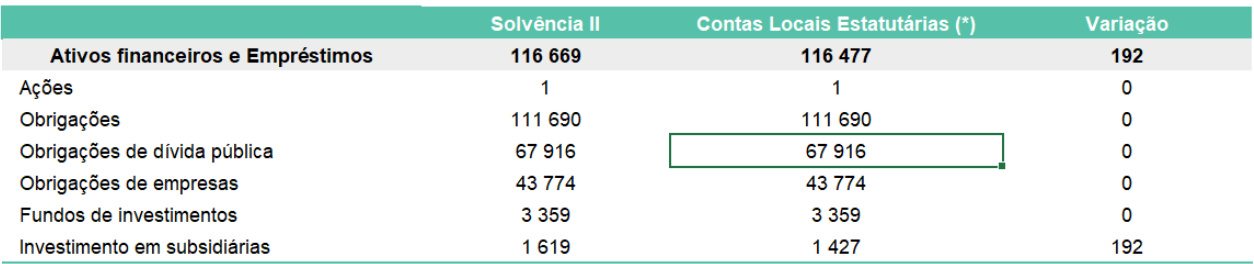 Solvência II Contas Locais Estatutárias (*) Variação
Ativos financeiros e Empréstimos 116 669 116 477 192
Ações 1 1 0
Obrigações 111 690 111 690 0
Obrigações de dívida pública 67 916 67 916 0
Obrigações de empresas 43 774 43 774 0
Fundos de investimentos 3 359 3 359 0
Investimento em subsidiárias 1 619 1 427 192